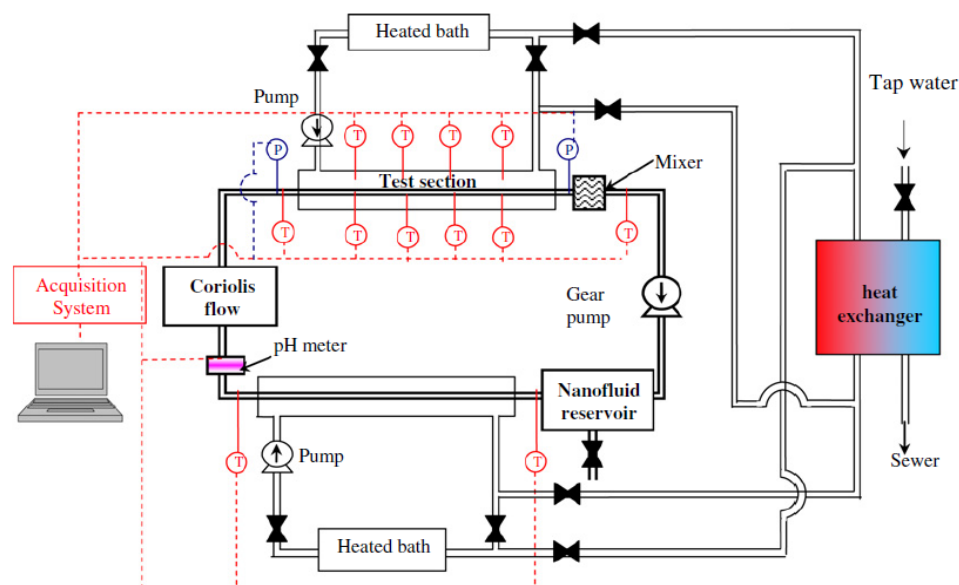 Heated bath
Tap water
Pump
T
T
T
T
P
P
Mixer
Test section
T
T
T
T
T
T
Acquisition
System
Coriolis
flow
Gear
pump
heat
exchanger
pH meter
Nanofluid
reservoir
T
Pump
T
Sewer
Heated bath